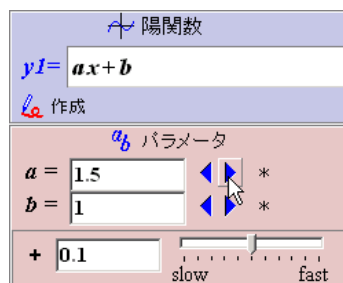 陽関数
y1= ax+b
作成
ab パラメータ
a = 1.5 *
b = 1 *
+ 0.1
slow fast